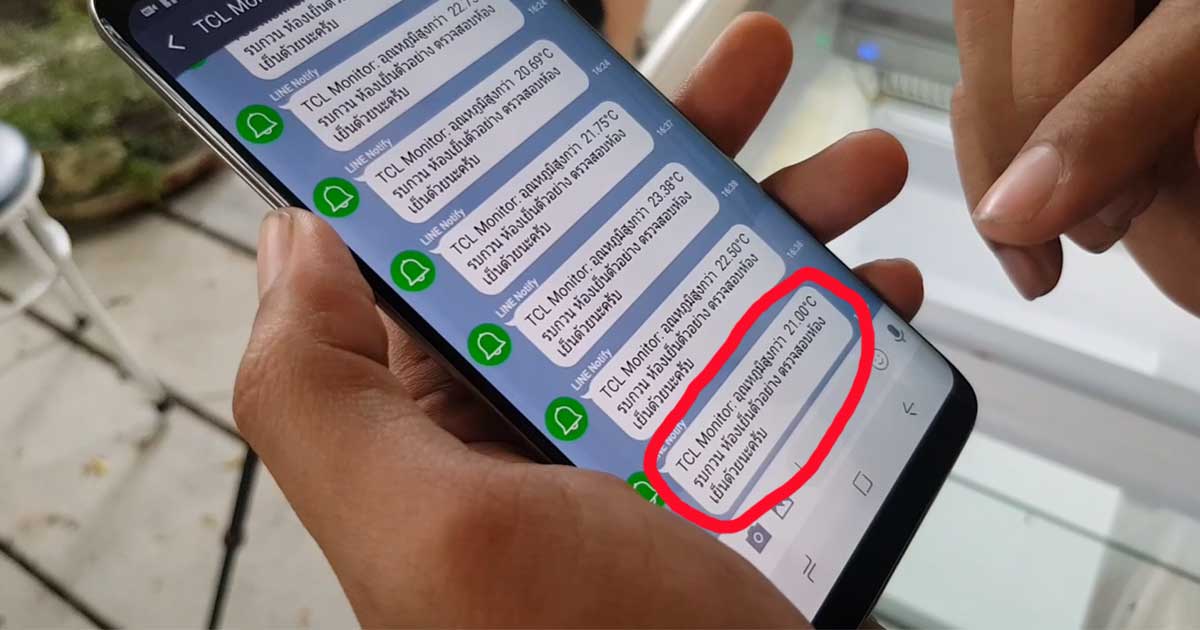 TCL Mon
22.75
รบกวน ห้องเย็นตัวอย่าง ตรวจสอบห้อง
เย็นด้วยนะครับ
16:24
LINE Notify
TCL Monitor: อุณหภูมิสูงกว่า 20.69°C
รบกวน ห้องเย็นตัวอย่าง ตรวจสอบห้อง
เย็นด้วยนะครับ
16:24
LINE Notify
TCL Monitor: อุณหภูมิสูงกว่า 21.75°C
รบกวน ห้องเย็นตัวอย่าง ตรวจสอบห้อง
เย็นด้วยนะครับ
16:37
LINE Notify
TCL Monitor: อุณหภูมิสูงกว่า 23.38°C
รบกวน ห้องเย็นตัวอย่าง ตรวจสอบห้อง
เย็นด้วยนะครับ
16:38
LINE Notify
TCL Monitor: อุณหภูมิสูงกว่า 22.50°C
รบกวน ห้องเย็นตัวอย่าง ตรวจสอบห้อง
เย็นด้วยนะครับ
16:38
LINE Notify
TCL Monitor: อุณหภูมิสูงกว่า 21.00°C
รบกวน ห้องเย็นตัวอย่าง ตรวจสอบห้อง
เย็นด้วยนะครับ